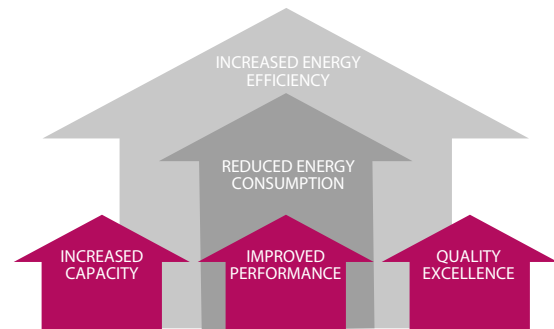 INCREASED ENERGY
EFFICIENCY
REDUCED ENERGY
CONSUMPTION
INCREASED
CAPACITY
IMPROVED
PERFORMANCE
QUALITY
EXCELLENCE